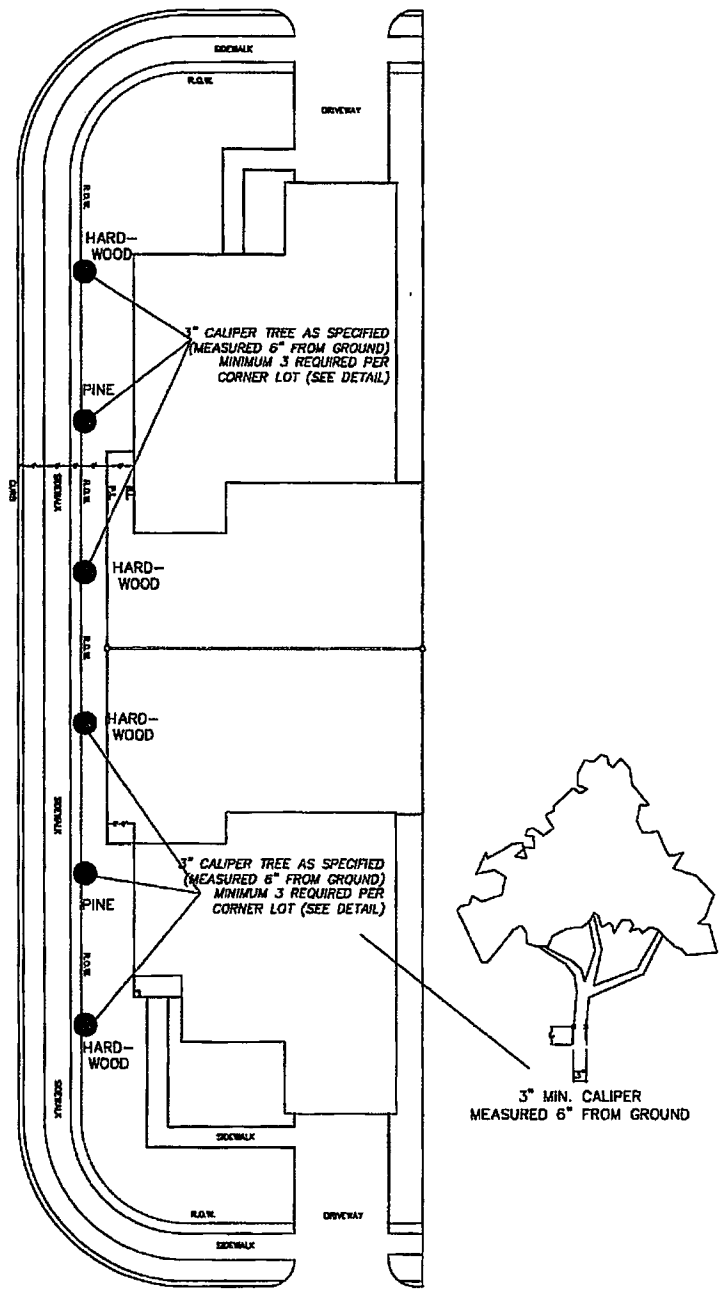 SIDEWALK
R.O.W.
DRIVEWAY
R.O.W.
HARD-
WOOD
3" CALIPER TREE AS SPECIFIED
(MEASURED 6" FROM GROUND)
MINIMUM 3 REQUIRED PER
CORNER LOT (SEE DETAIL)
PINE
CURB
SIDEWALK
R.O.W.
HARD-
WOOD
R.O.W.
HARD-
WOOD
SIDEWALK
3" CALIPER TREE AS SPECIFIED
(MEASURED 6" FROM GROUND)
MINIMUM 3 REQUIRED PER
CORNER LOT (SEE DETAIL)
PINE
R.O.W.
HARD-
WOOD
3"
3" MIN. CALIPER
MEASURED 6" FROM GROUND
SIDEWALK
SIDEWALK
R.O.W.
DRIVEWAY
SIDEWALK